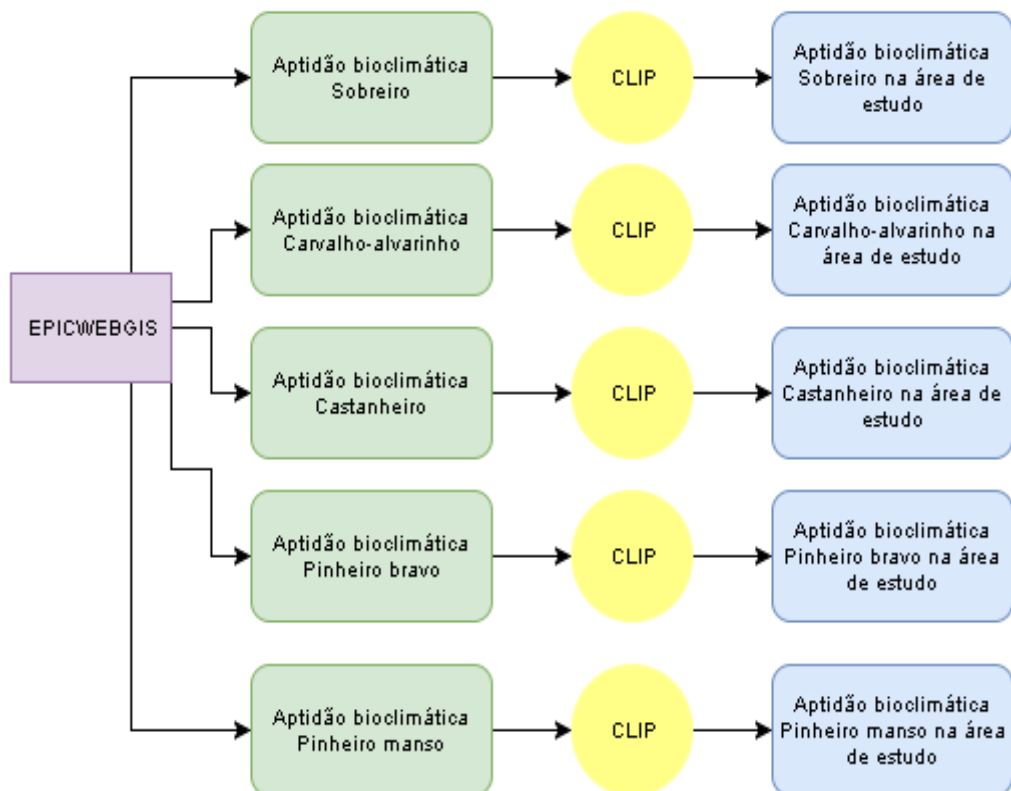 Aptidão bioclimática
Sobreiro
CLIP
Aptidão bioclimática
Sobreiro na área de
estudo
Aptidão bioclimática
Carvalho-alvarinho
CLIP
Aptidão bioclimática
Carvalho-alvarinho na
área de estudo
EPICWEBGIS
Aptidão bioclimática
Castanheiro
CLIP
Aptidão bioclimática
Castanheiro na área de
estudo
Aptidão bioclimática
Pinheiro bravo
CLIP
Aptidão bioclimática
Pinheiro bravo na área
de estudo
Aptidão bioclimática
Pinheiro manso
CLIP
Aptidão bioclimática
Pinheiro manso na área
de estudo